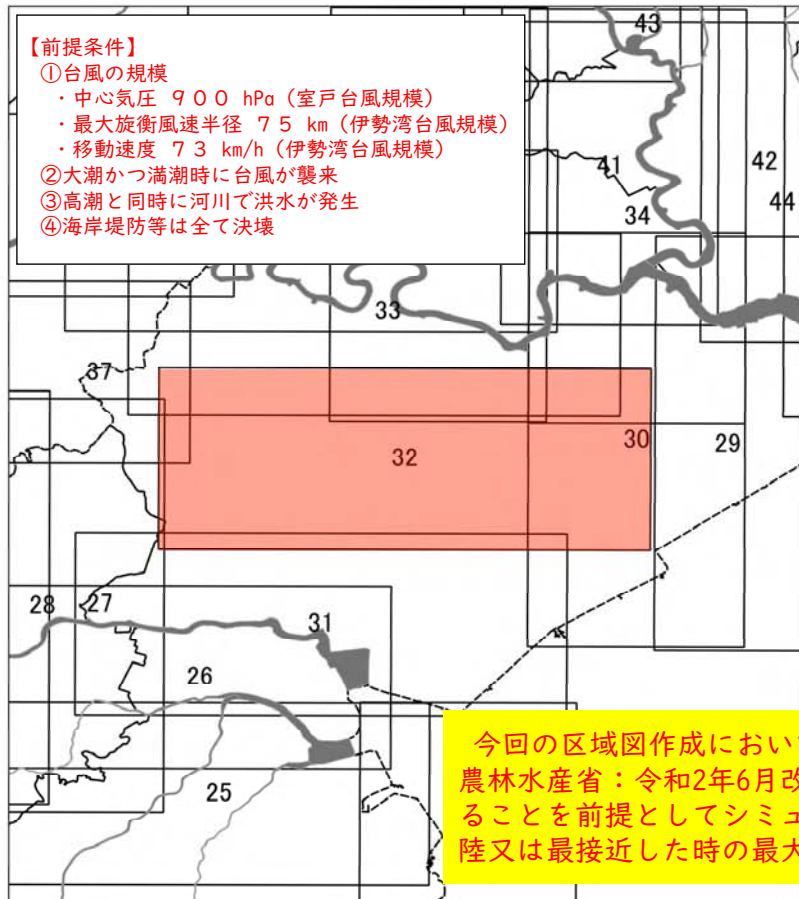 【前提条件】
①台風の規模
・中心気圧 ９００ hPa（室戸台風規模）
・最大旋衡風速半径 ７５ km（伊勢湾台風規模）
・移動速度 ７３ km/h（伊勢湾台風規模）
②大潮かつ満潮時に台風が襲来
③高潮と同時に河川で洪水が発生
④海岸堤防等は全て決壊
43
41
42
34
44
33
37
32
30
29
28
27
31
26
25
今回の区域図作成におい
農林水産省：令和2年6月改
ることを前提としてシミュ
陸又は最接近した時の最大